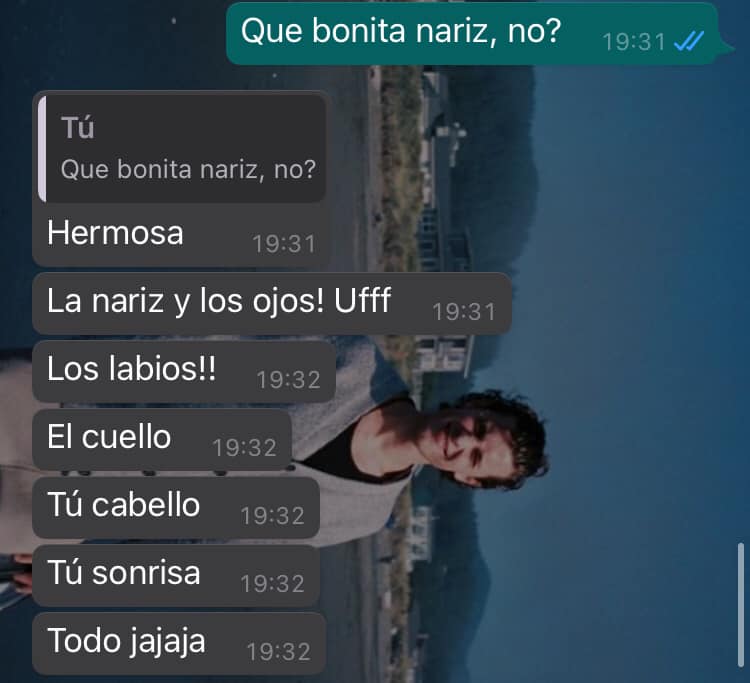 Que bonita nariz, no? 19:31
Tú
Que bonita nariz, no?
Hermosa 19:31
La nariz y los ojos! Ufff 19:31
Los labios!! 19:32
El cuello 19:32
Tú cabello 19:32
Tú sonrisa 19:32
Todo jajaja 19:32